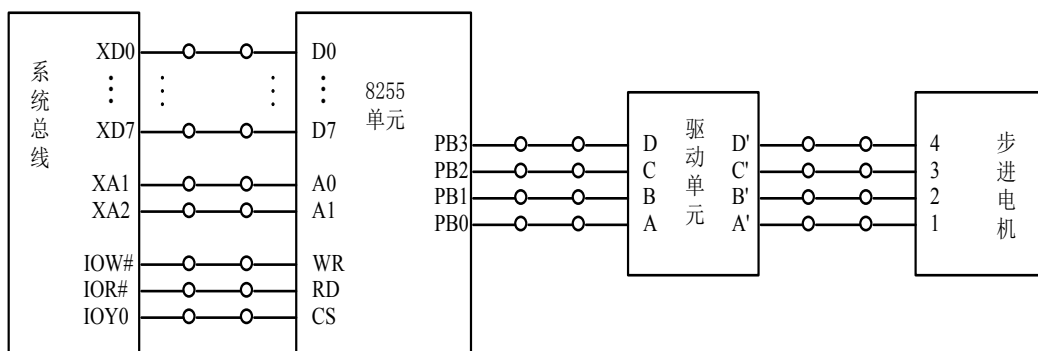 系统总线
XD0
⋮
XD7
XA1
XA2
IOW#
IOR#
IOY0
D0
⋮
D7
A0
A1
WR
RD
CS
8255
单元
PB3
PB2
PB1
PB0
D
C
B
A
驱动单元
D'
C'
B'
A'
4
3
2
1
步进电机